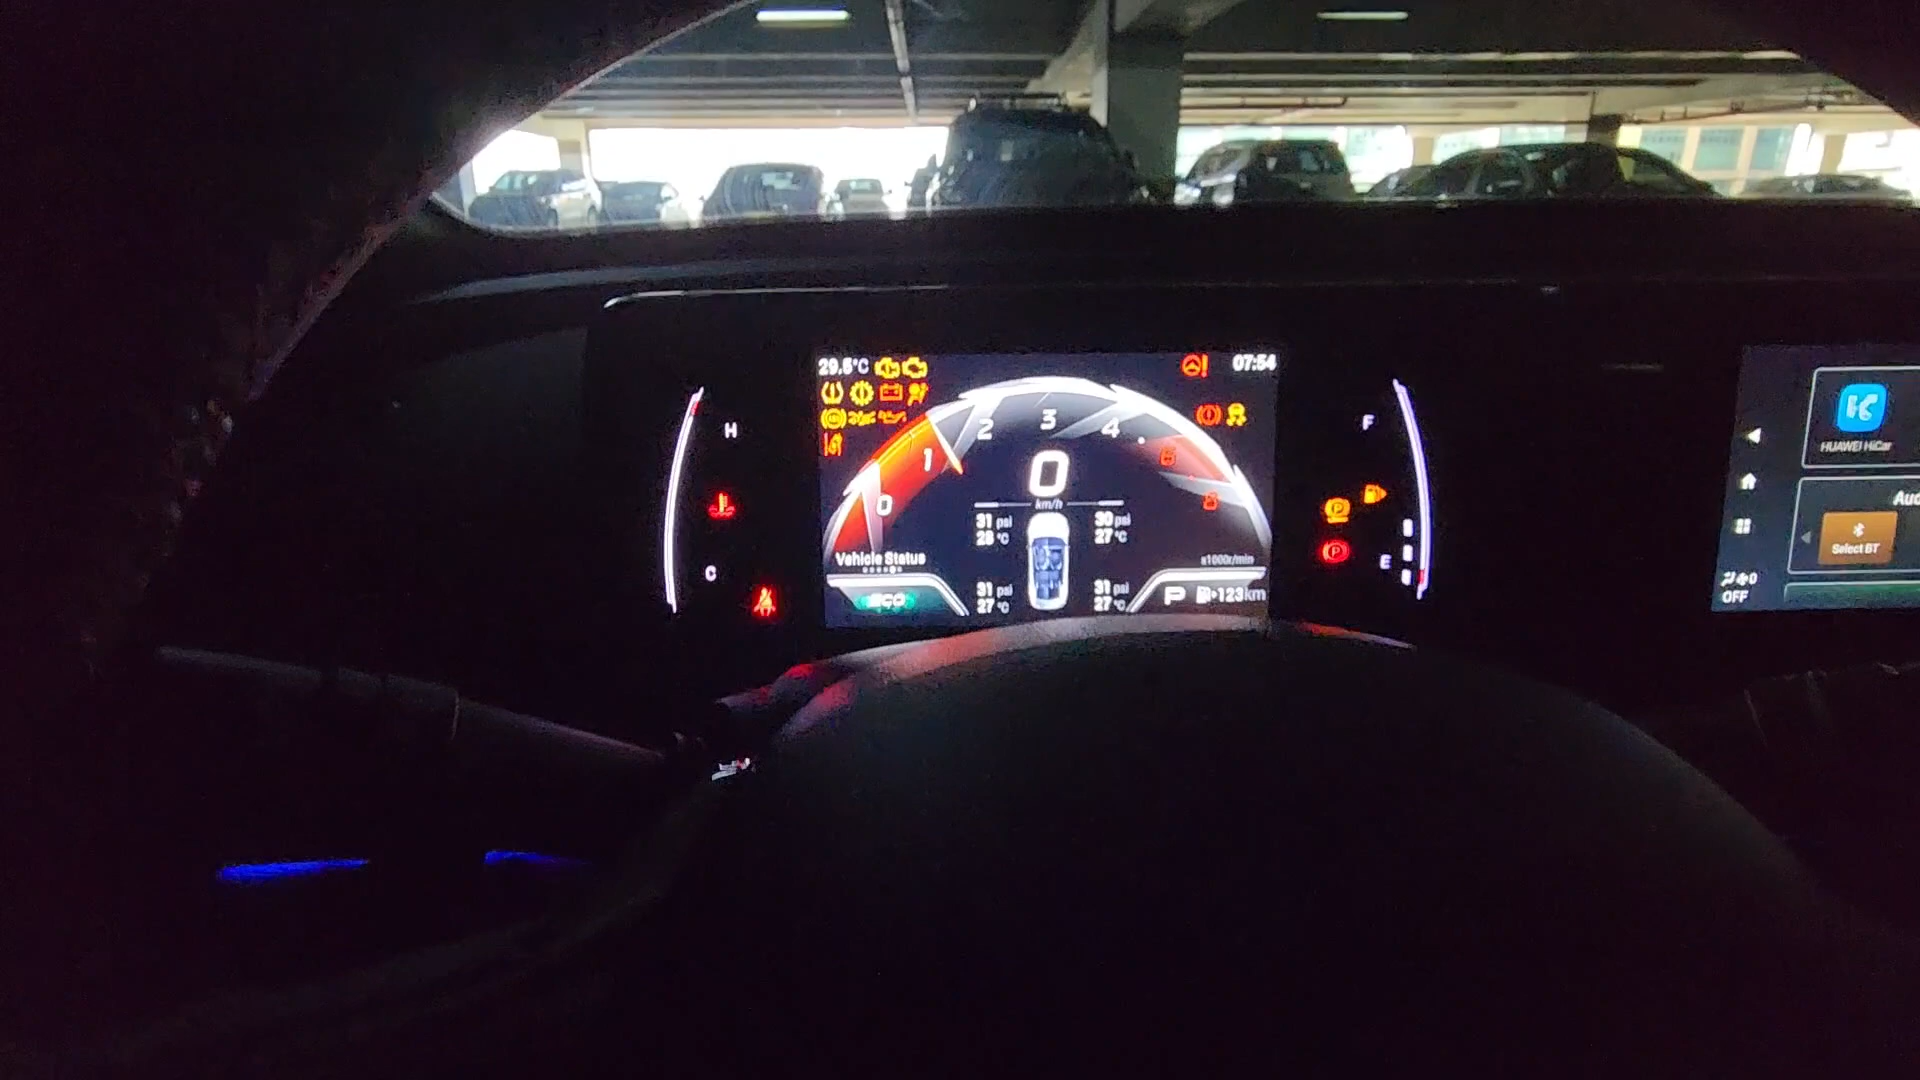 29.5°C
07:54
H
C
F
E
0
1
2
3
4
0
km/h
31 psi
28 °C
30 psi
27 °C
31 psi
27 °C
31 psi
27 °C
Vehicle Status
x1000r/min
ECO
P
123km
HUAWEI HiCar
Select BT
OFF